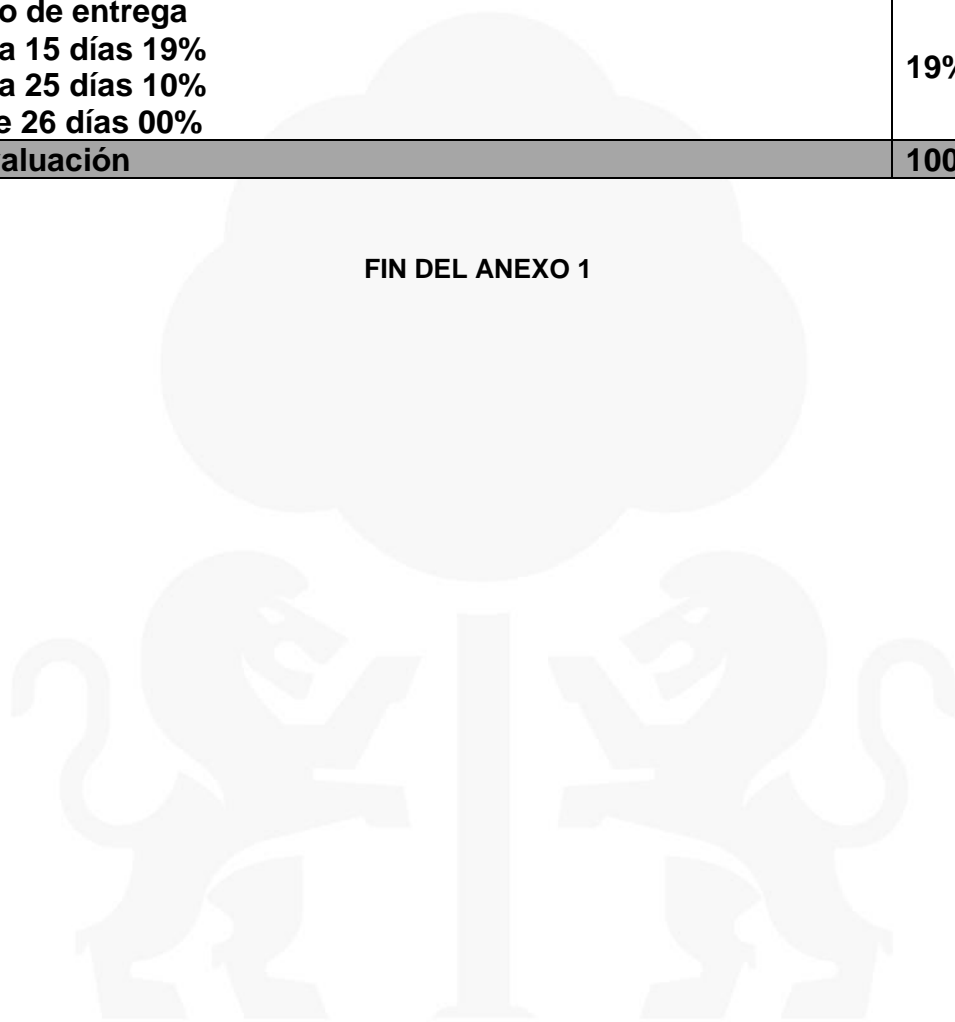 o de entrega
a 15 días 19%
a 25 días 10%
e 26 días 00%
19%
aluación 100
FIN DEL ANEXO 1